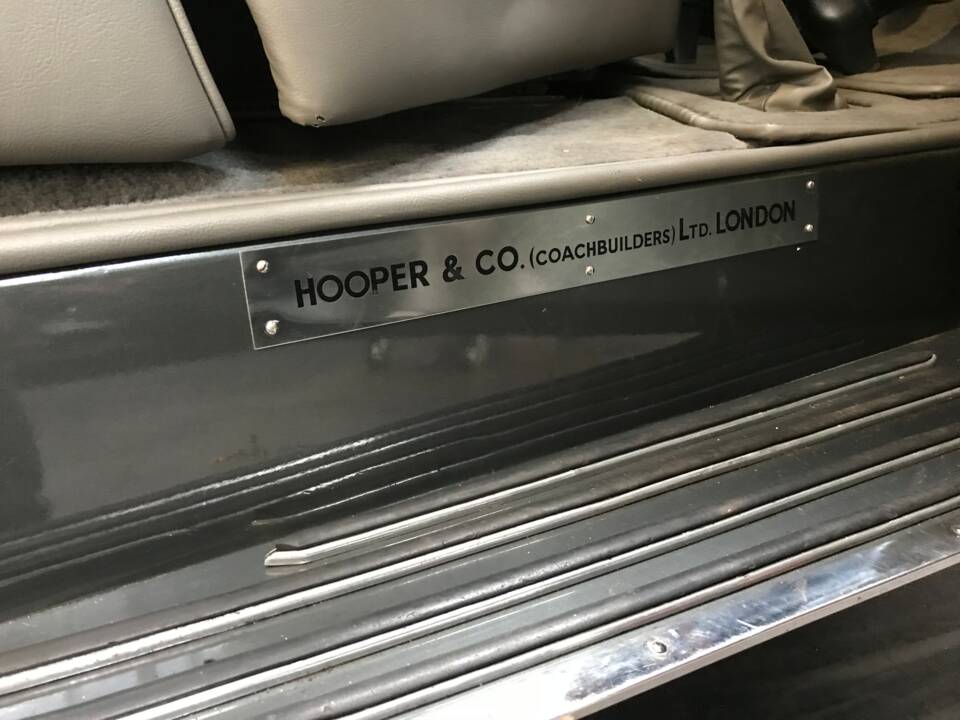 HOOPER & CO. (COACHBUILDERS) LTD. LONDON